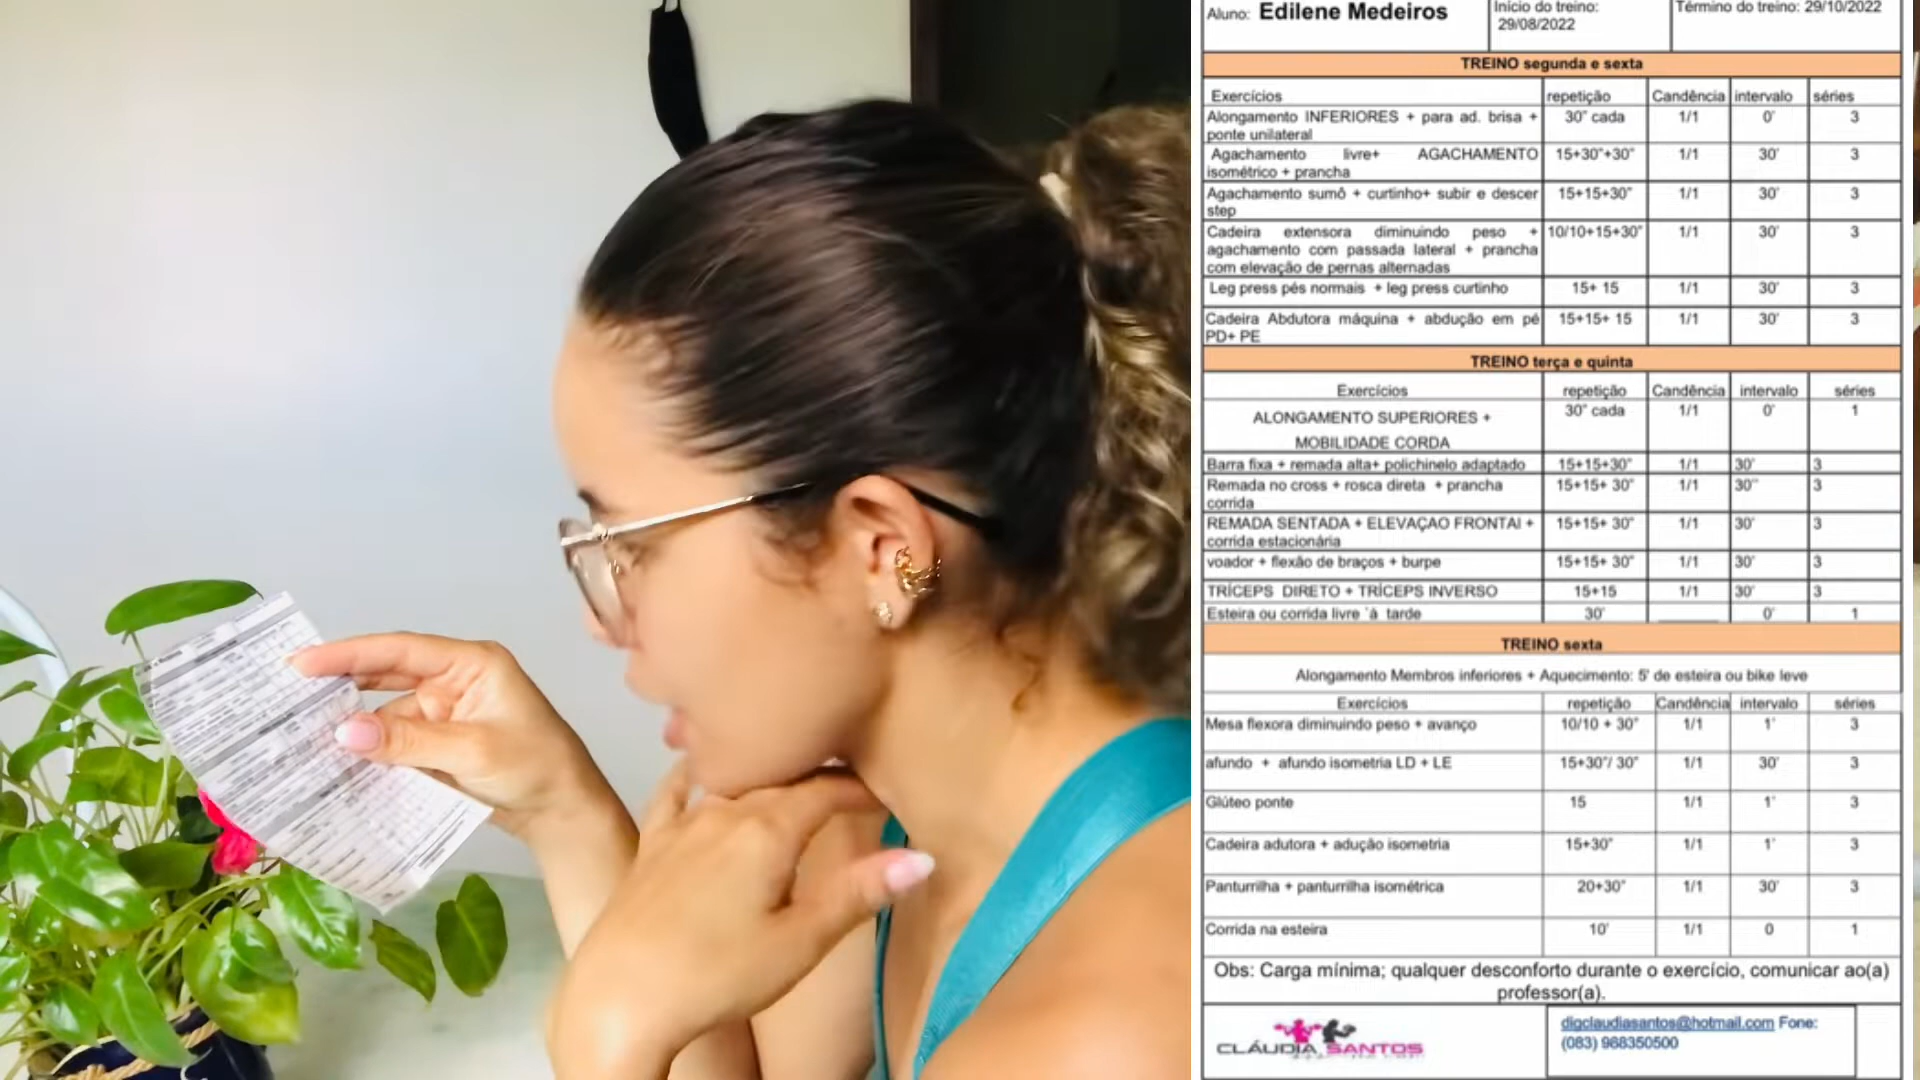 Aluno: Edilene Medeiros
Início do treino:
29/08/2022
Término do treino: 29/10/2022
TREINO segunda e sexta
Exercícios repetição Candência intervalo séries
Alongamento INFERIORES + para ad. brisa + 30" cada 1/1 0' 3
ponte unilateral
Agachamento livre+ AGACHAMENTO 15+30"+30" 1/1 30' 3
isométrico + prancha
Agachamento sumô + curtinho+ subir e descer 15+15+30" 1/1 30' 3
step
Cadeira extensora diminuindo peso + 10/10+15+30" 1/1 30' 3
agachamento com passada lateral + prancha
com elevação de pernas alternadas
Leg press pés normais + leg press curtinho 15+ 15 1/1 30' 3
Cadeira Abdutora máquina + abdução em pé 15+15+ 15 1/1 30' 3
PD+ PE
TREINO terça e quinta
Exercícios repetição Candência intervalo séries
ALONGAMENTO SUPERIORES + 30" cada 1/1 0' 1
MOBILIDADE CORDA
Barra fixa + remada alta+ polichinelo adaptado 15+15+30" 1/1 30' 3
Remada no cross + rosca direta + prancha 15+15+ 30" 1/1 30" 3
corrida
REMADA SENTADA + ELEVAÇAO FRONTAl + 15+15+ 30" 1/1 30' 3
corrida estacionária
voador + flexão de braços + burpe 15+15+ 30" 1/1 30' 3
TRÍCEPS DIRETO + TRÍCEPS INVERSO 15+15 1/1 30' 3
Esteira ou corrida livre ´à tarde 30' 0' 1
TREINO sexta
Alongamento Membros inferiores + Aquecimento: 5' de esteira ou bike leve
Exercícios repetição Candência intervalo séries
Mesa flexora diminuindo peso + avanço 10/10 + 30" 1/1 1' 3
afundo + afundo isometria LD + LE 15+30"/ 30" 1/1 30' 3
Glúteo ponte 15 1/1 1' 3
Cadeira adutora + adução isometria 15+30" 1/1 1' 3
Panturrilha + panturrilha isométrica 20+30" 1/1 30' 3
Corrida na esteira 10' 1/1 0 1
Obs: Carga mínima; qualquer desconforto durante o exercício, comunicar ao(a)
professor(a).
CLÁUDIA SANTOS
digclaudiasantos@hotmail.com Fone:
(083) 988350500